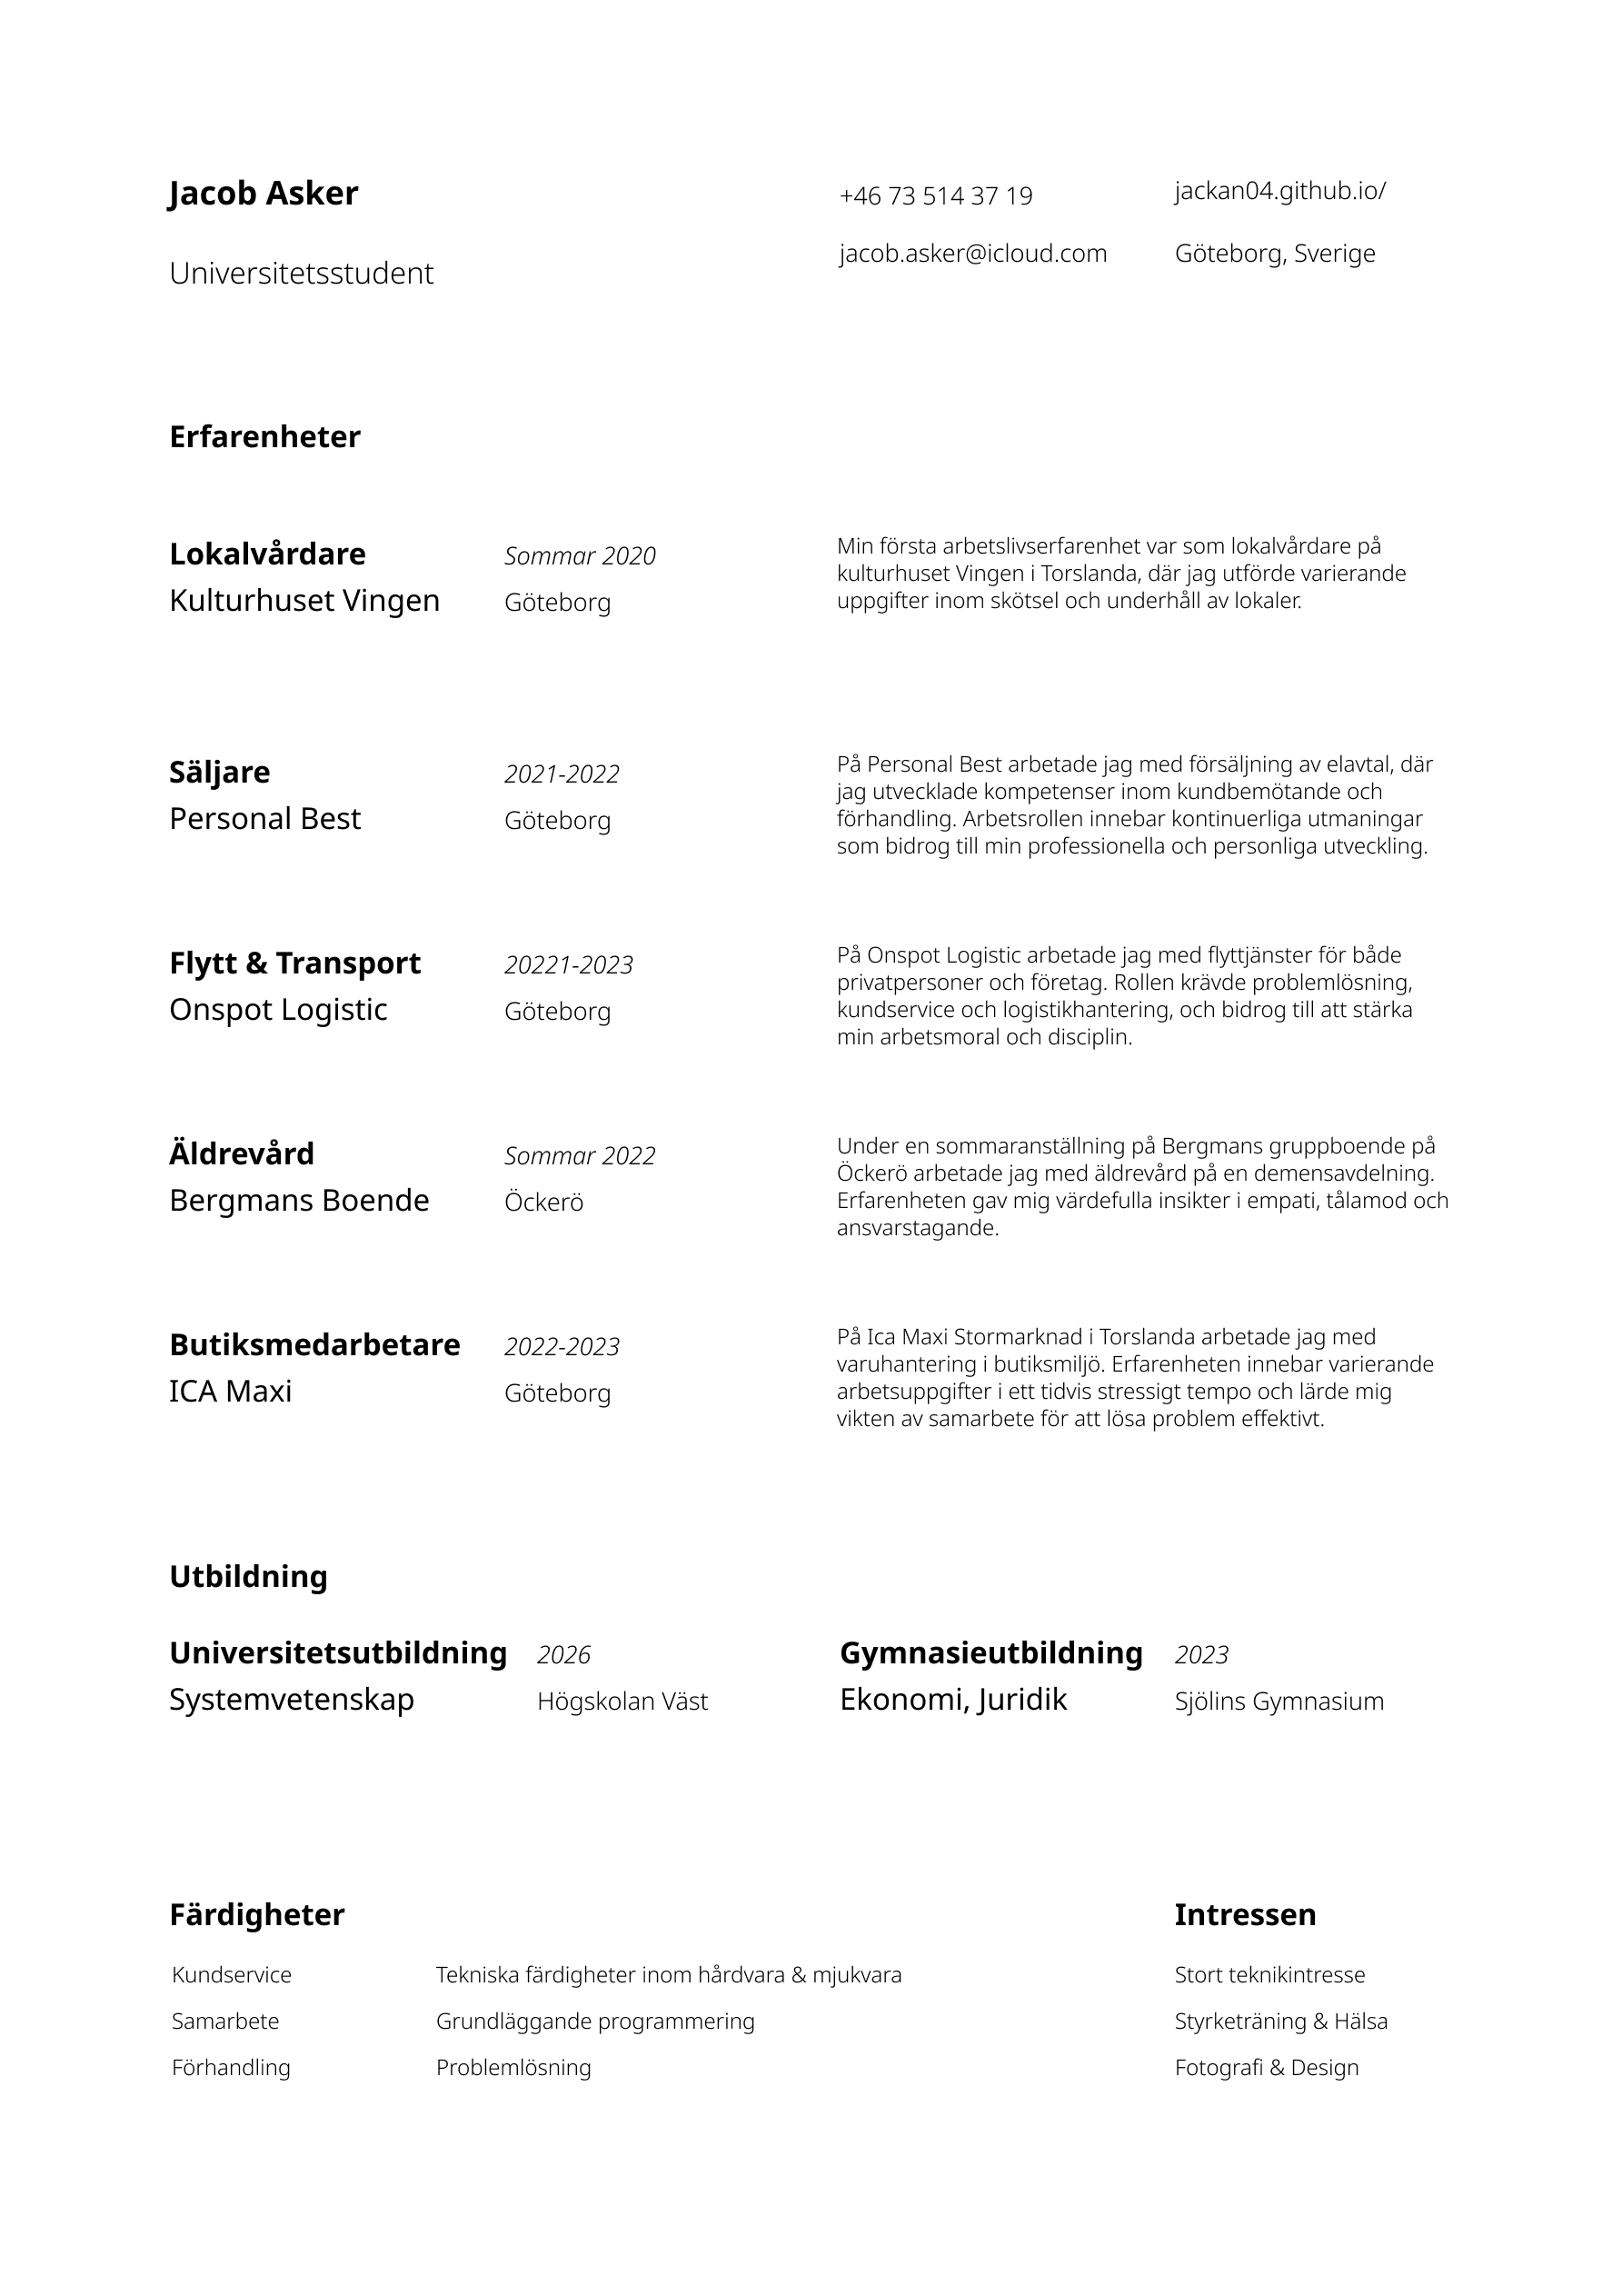 Jacob Asker
Universitetsstudent
+46 73 514 37 19
jacob.asker@icloud.com
jackan04.github.io/
Göteborg, Sverige
Erfarenheter
Lokalvårdare
Kulturhuset Vingen
Sommar 2020
Göteborg
Min första arbetslivserfarenhet var som lokalvårdare på
kulturhuset Vingen i Torslanda, där jag utförde varierande
uppgifter inom skötsel och underhåll av lokaler.
Säljare
Personal Best
2021-2022
Göteborg
På Personal Best arbetade jag med försäljning av elavtal, där
jag utvecklade kompetenser inom kundbemötande och
förhandling. Arbetsrollen innebar kontinuerliga utmaningar
som bidrog till min professionella och personliga utveckling.
Flytt & Transport
Onspot Logistic
20221-2023
Göteborg
På Onspot Logistic arbetade jag med flyttjänster för både
privatpersoner och företag. Rollen krävde problemlösning,
kundservice och logistikhantering, och bidrog till att stärka
min arbetsmoral och disciplin.
Äldrevård
Bergmans Boende
Sommar 2022
Öckerö
Under en sommaranställning på Bergmans gruppboende på
Öckerö arbetade jag med äldrevård på en demensavdelning.
Erfarenheten gav mig värdefulla insikter i empati, tålamod och
ansvarstagande.
Butiksmedarbetare
ICA Maxi
2022-2023
Göteborg
På Ica Maxi Stormarknad i Torslanda arbetade jag med
varuhantering i butiksmiljö. Erfarenheten innebar varierande
arbetsuppgifter i ett tidvis stressigt tempo och lärde mig
vikten av samarbete för att lösa problem effektivt.
Utbildning
Universitetsutbildning
Systemvetenskap
2026
Högskolan Väst
Gymnasieutbildning
Ekonomi, Juridik
2023
Sjölins Gymnasium
Färdigheter
Kundservice
Samarbete
Förhandling
Tekniska färdigheter inom hårdvara & mjukvara
Grundläggande programmering
Problemlösning
Intressen
Stort teknikintresse
Styrketräning & Hälsa
Fotografi & Design